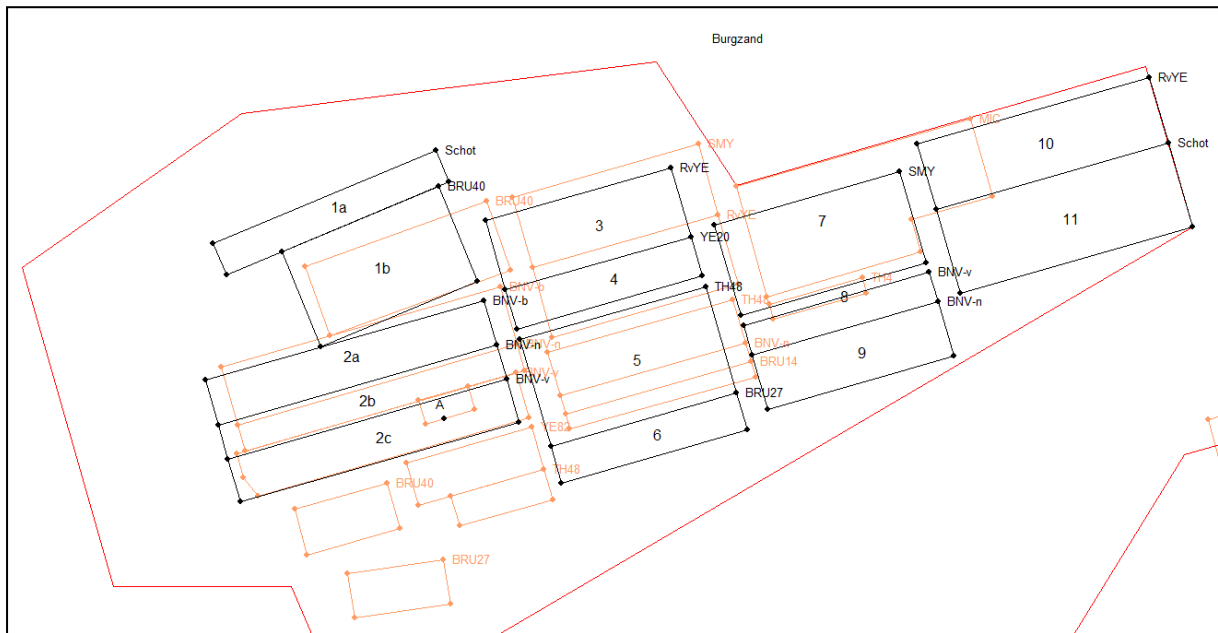 Burgzand
RvYE
MIC
10
Schot
SMY
Schot
RvYE
SMY
BRU40
1a
BRU40
RvYE
3
7
11
YE20
1b
4
TH4
BNV-v
BNV-b
TH48
TH48
8
BNV-n
BNV-b
BNV-n
BNV-n
BNV-n
2a
5
BRU14
9
BNV-v
BNV-v
BRU27
2b
A
2c
YE82
6
TH48
BRU40
BRU27